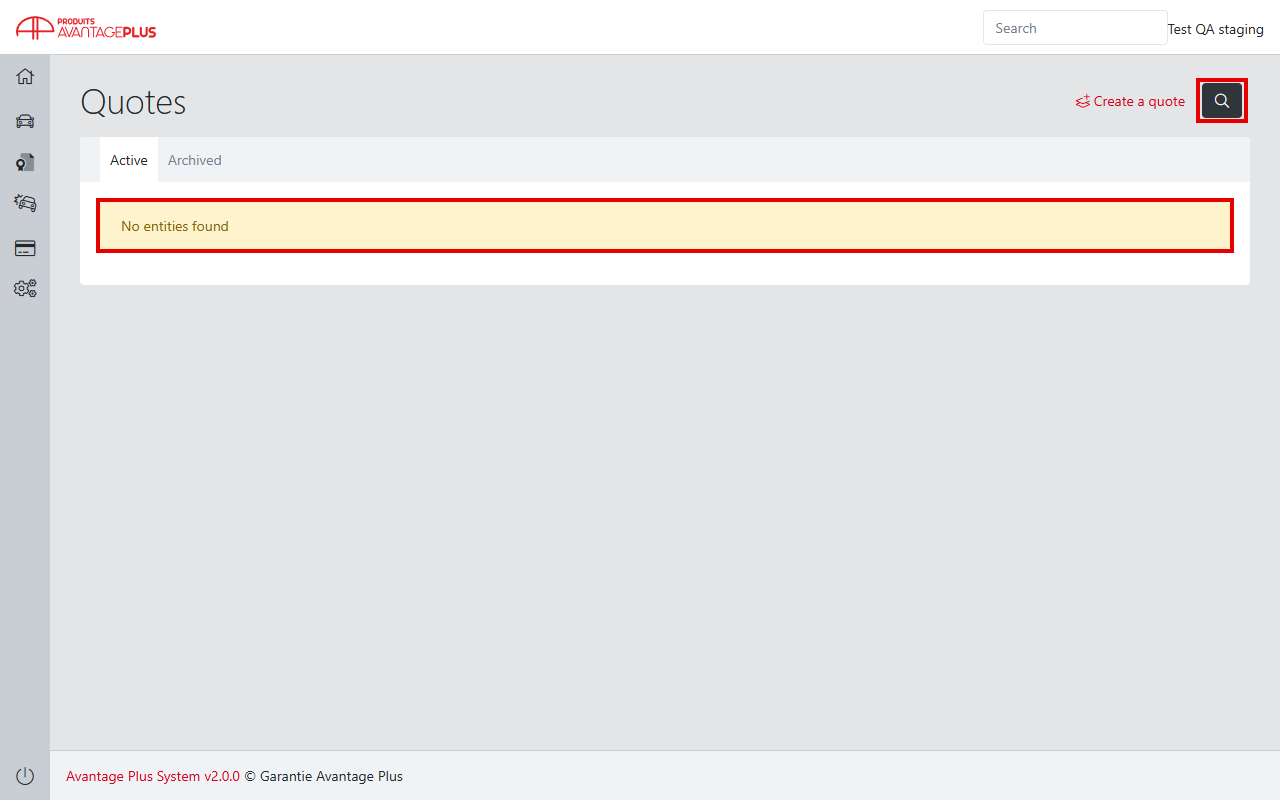 PRODUITS
AVANTAGEPLUS
Search
Test QA staging
Quotes
Create a quote
Active
Archived
No entities found
Avantage Plus System v2.0.0 © Garantie Avantage Plus